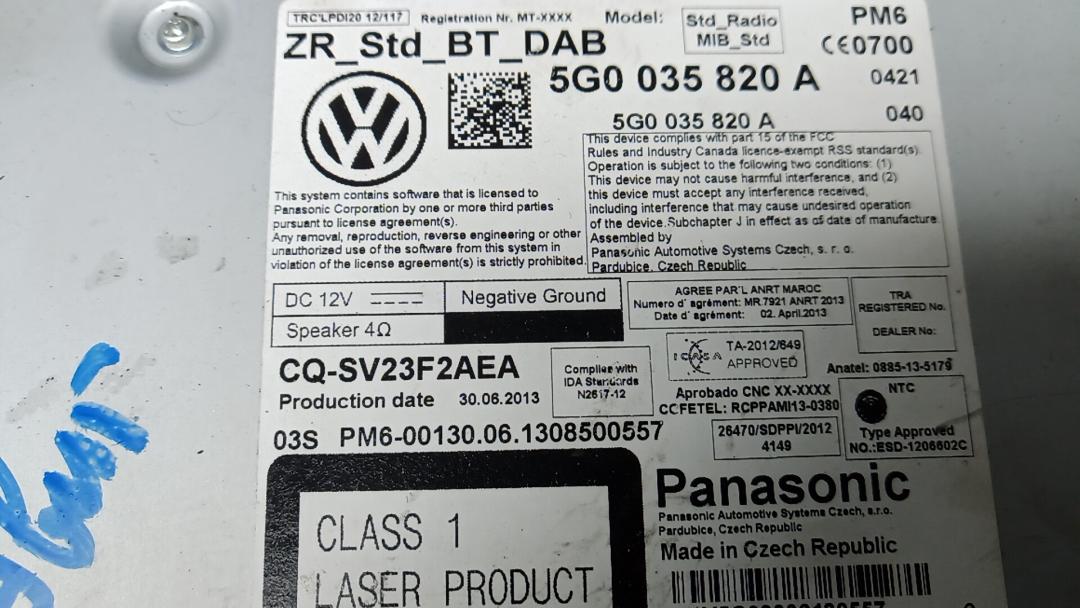 TRC'LPDI20 12/117 Registration Nr. MT-XXXX Model: Std_Radio PM6
MIB_Std
ZR_Std_BT_DAB CE0700
5G0 035 820 A 0421
5G0 035 820 A 040
This device complies with part 15 of the FCC
Rules and Industry Canada licence-exempt RSS standard(s).
Operation is subject to the following two conditions: (1)
This device may not cause harmful interference, and (2)
this device must accept any interference received,
including interference that may cause undesired operation
of the device.Subchapter J in effect as of date of manufacture.
Assembled by
Panasonic Automotive Systems Czech, s. r. o.
Pardubice, Czech Republic
This system contains software that is licensed to
Panasonic Corporation by one or more third parties
pursuant to license agreement(s).
Any removal, reproduction, reverse engineering or other
unauthorized use of the software from this system in
violation of the license agreement(s) is strictly prohibited.
DC 12V Negative Ground
Speaker 4Ω
AGREE PAR'L ANRT MAROC
Numero d' agrément: MR.7921 ANRT 2013
Date d' agrément: 02. April.2013
TRA
REGISTERED No.
DEALER No:
CQ-SV23F2AEA
Production date 30.06.2013
Complies with
IDA Standards
N2617-12
ICASA TA-2012/649
APPROVED
Anatel: 0885-13-5179
Aprobado CNC XX-XXXX
CCFETEL: RCPPAMI13-0380
NTC
Type Approved
NO.:ESD-1206602C
26470/SDPPI/2012
4149
03S PM6-00130.06.1308500557
Panasonic
Panasonic Automotive Systems Czech, s.r.o.
Pardubice, Czech Republic
Made in Czech Republic
CLASS 1
LASER PRODUCT